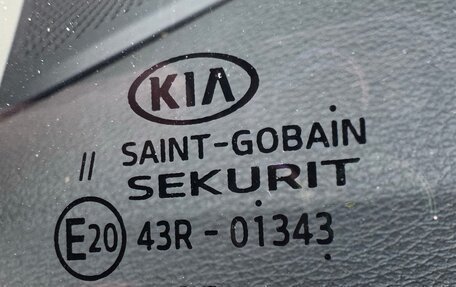 KIA
// SAINT-GOBAIN
SEKURIT
E20 43R - 01343